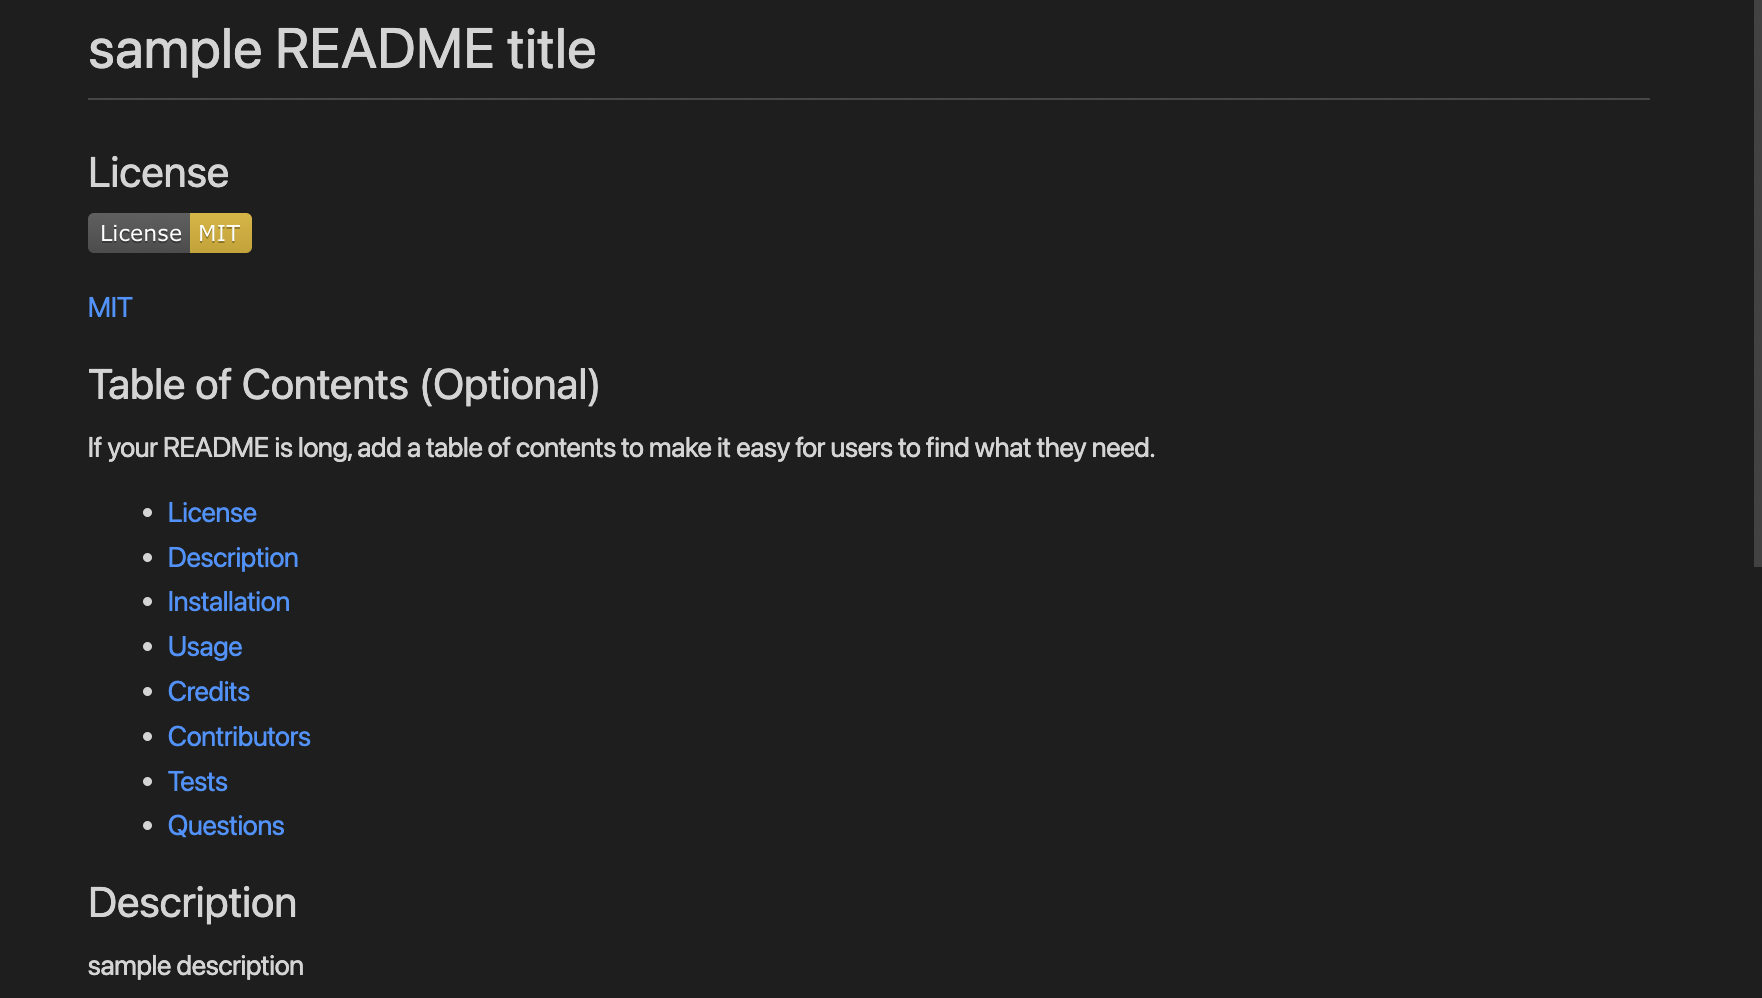 sample README title
License
License MIT
MIT
Table of Contents (Optional)
If your README is long, add a table of contents to make it easy for users to find what they need.
License
Description
Installation
Usage
Credits
Contributors
Tests
Questions
Description
sample description